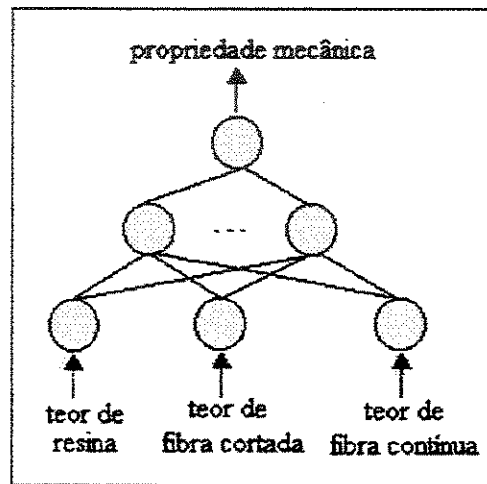 propriedade mecânica
- - -
teor de resina
teor de fibra cortada
teor de fibra contínua